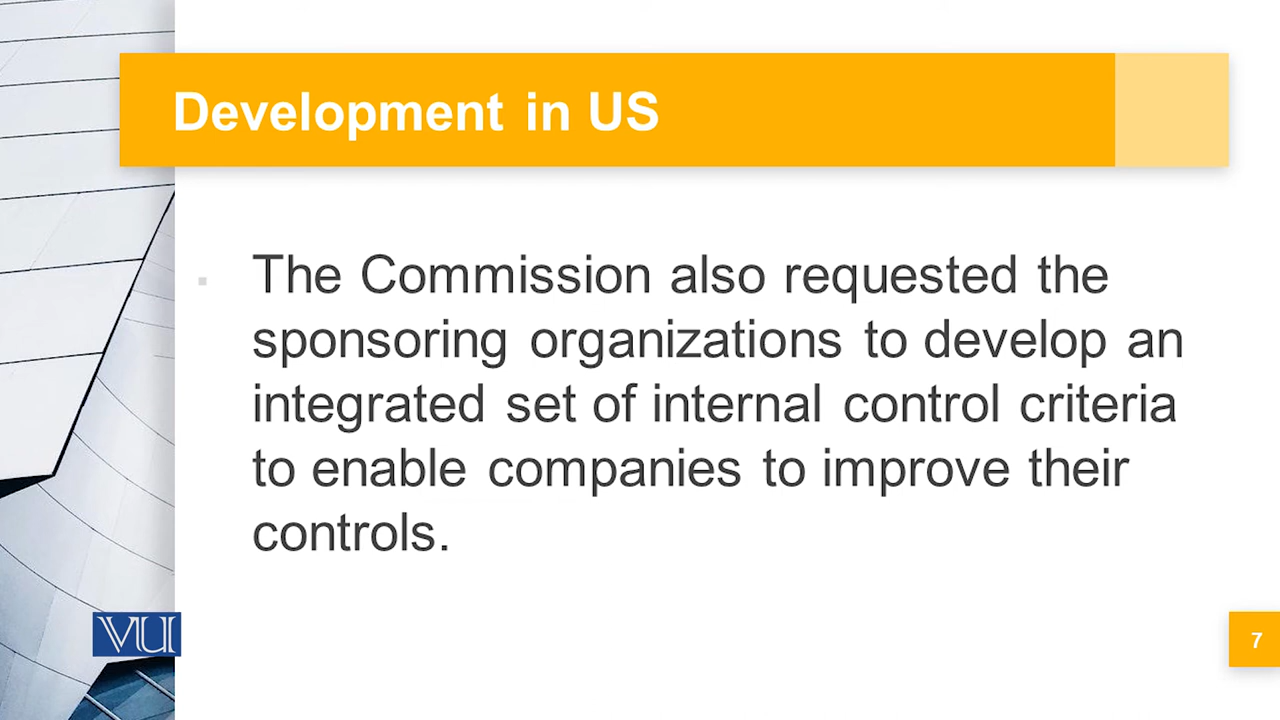 Development in US
The Commission also requested the
sponsoring organizations to develop an
integrated set of internal control criteria
to enable companies to improve their
controls.
VU
7